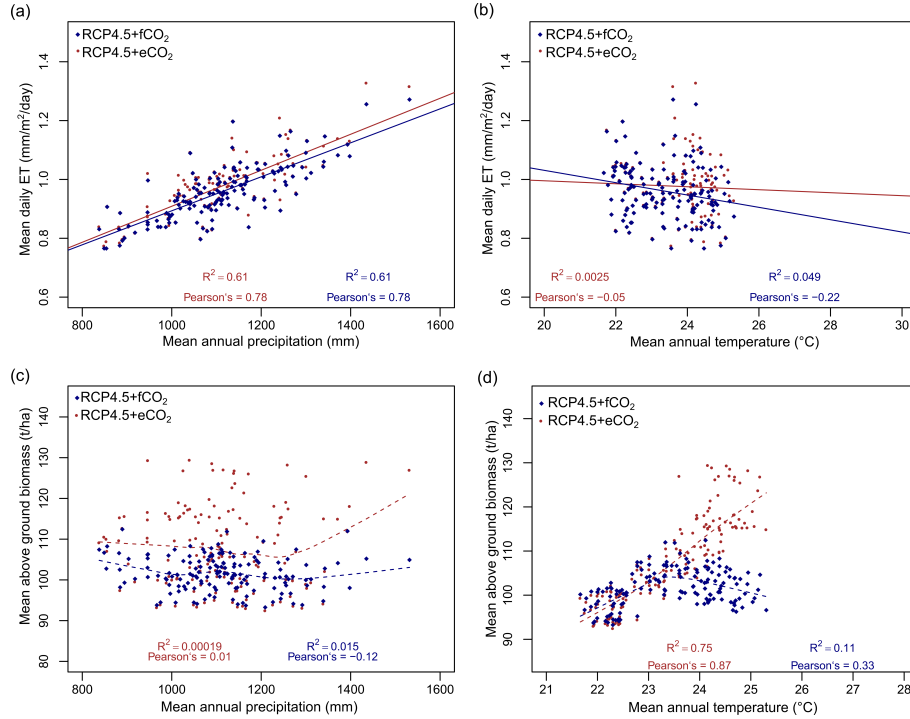 (a)
RCP4.5+fCO₂
RCP4.5+eCO₂
Mean daily ET (mm/m²/day)
1.4
1.2
1.0
0.8
0.6
R² = 0.61
R² = 0.61
Pearson's = 0.78
Pearson's = 0.78
800 1000 1200 1400 1600
Mean annual precipitation (mm)
(b)
RCP4.5+fCO₂
RCP4.5+eCO₂
Mean daily ET (mm/m²/day)
1.4
1.2
1.0
0.8
0.6
R² = 0.0025
R² = 0.049
Pearson's = −0.05
Pearson's = −0.22
20 22 24 26 28 30
Mean annual temperature (°C)
(c)
RCP4.5+fCO₂
RCP4.5+eCO₂
Mean above ground biomass (t/ha)
140
130
120
110
100
90
80
R² = 0.00019
R² = 0.015
Pearson's = 0.01
Pearson's = −0.12
800 1000 1200 1400 1600
Mean annual precipitation (mm)
(d)
RCP4.5+fCO₂
RCP4.5+eCO₂
Mean above ground biomass (t/ha)
140
130
120
110
100
90
R² = 0.75
R² = 0.11
Pearson's = 0.87
Pearson's = 0.33
21 22 23 24 25 26 27 28
Mean annual temperature (°C)